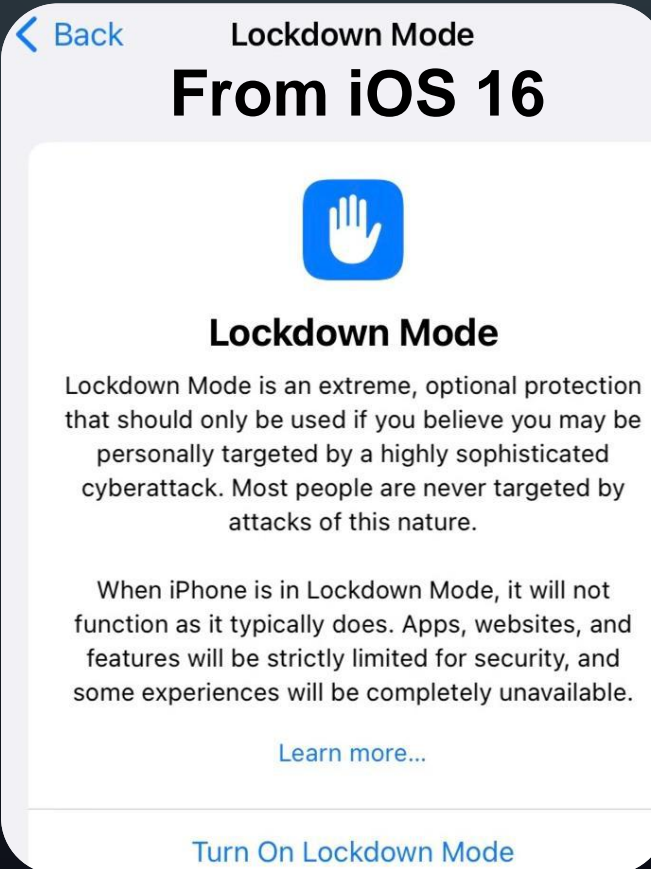 Back
Lockdown Mode
From iOS 16
Lockdown Mode
Lockdown Mode is an extreme, optional protection
that should only be used if you believe you may be
personally targeted by a highly sophisticated
cyberattack. Most people are never targeted by
attacks of this nature.
When iPhone is in Lockdown Mode, it will not
function as it typically does. Apps, websites, and
features will be strictly limited for security, and
some experiences will be completely unavailable.
Learn more...
Turn On Lockdown Mode